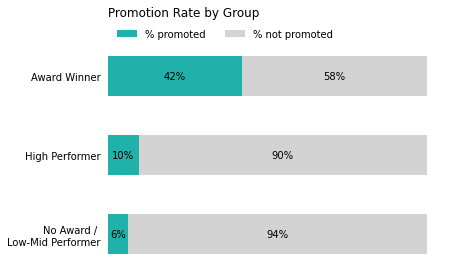 Promotion Rate by Group
% promoted % not promoted
Award Winner 42% 58%
High Performer 10% 90%
No Award /
Low-Mid Performer 6% 94%